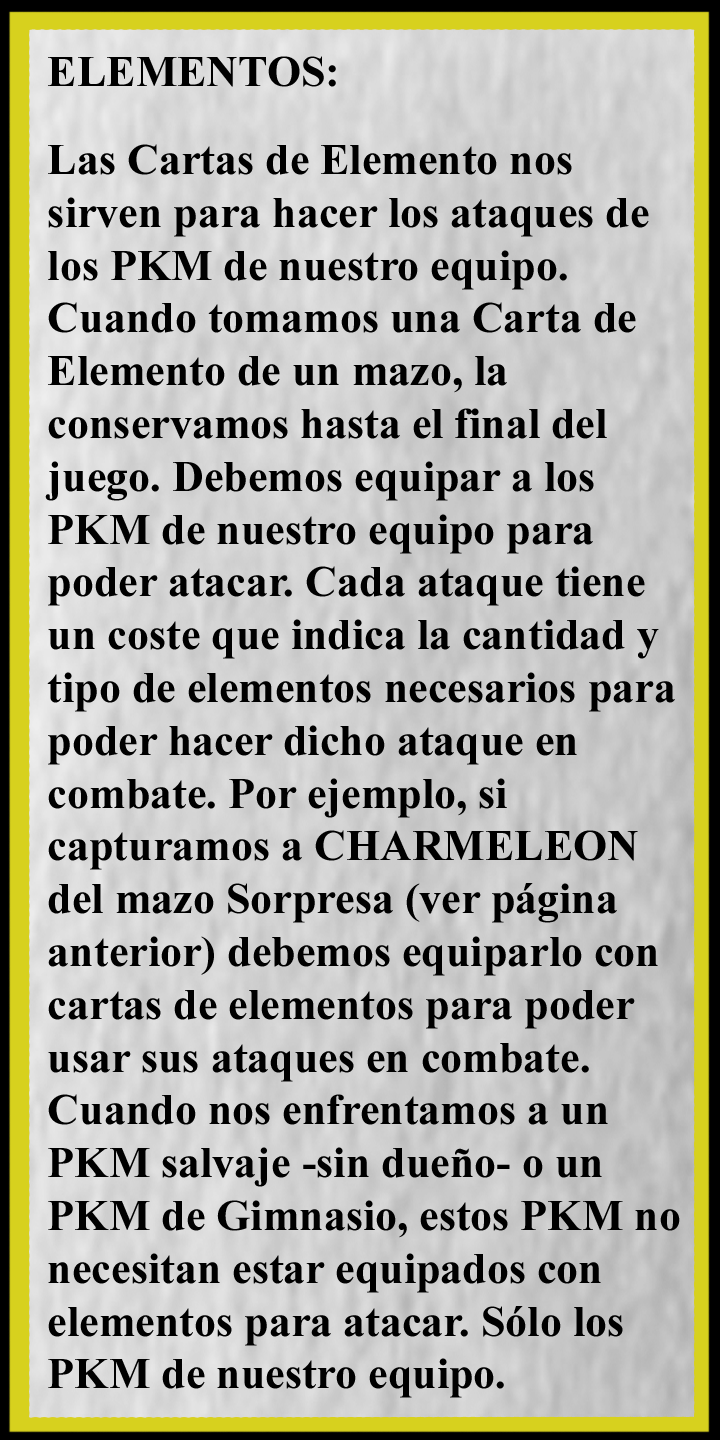 ELEMENTOS:
Las Cartas de Elemento nos
sirven para hacer los ataques de
los PKM de nuestro equipo.
Cuando tomamos una Carta de
Elemento de un mazo, la
conservamos hasta el final del
juego. Debemos equipar a los
PKM de nuestro equipo para
poder atacar. Cada ataque tiene
un coste que indica la cantidad y
tipo de elementos necesarios para
poder hacer dicho ataque en
combate. Por ejemplo, si
capturamos a CHARMELEON
del mazo Sorpresa (ver página
anterior) debemos equiparlo con
cartas de elementos para poder
usar sus ataques en combate.
Cuando nos enfrentamos a un
PKM salvaje -sin dueño- o un
PKM de Gimnasio, estos PKM no
necesitan estar equipados con
elementos para atacar. Sólo los
PKM de nuestro equipo.